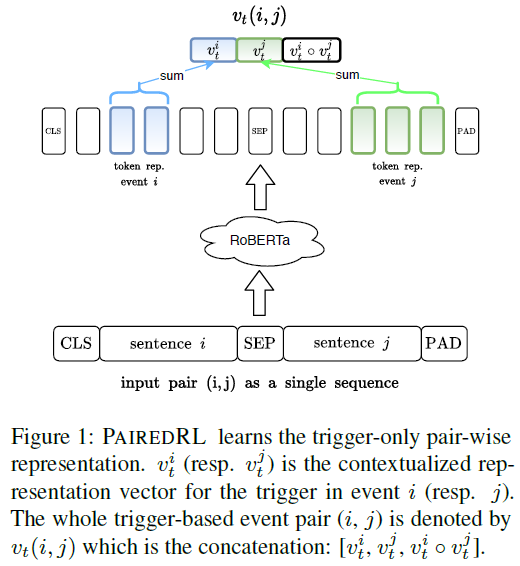 v_t(i, j)
v_t^i v_t^j v_t^i ∘ v_t^j
sum sum
CLS SEP PAD
token rep. token rep.
event i event j
RoBERTa
CLS sentence i SEP sentence j PAD
input pair (i,j) as a single sequence
Figure 1: PAIREDRL learns the trigger-only pair-wise
representation. v_t^i (resp. v_t^j) is the contextualized rep-
resentation vector for the trigger in event i (resp. j).
The whole trigger-based event pair (i, j) is denoted by
v_t(i, j) which is the concatenation: [v_t^i, v_t^j, v_t^i ∘ v_t^j].